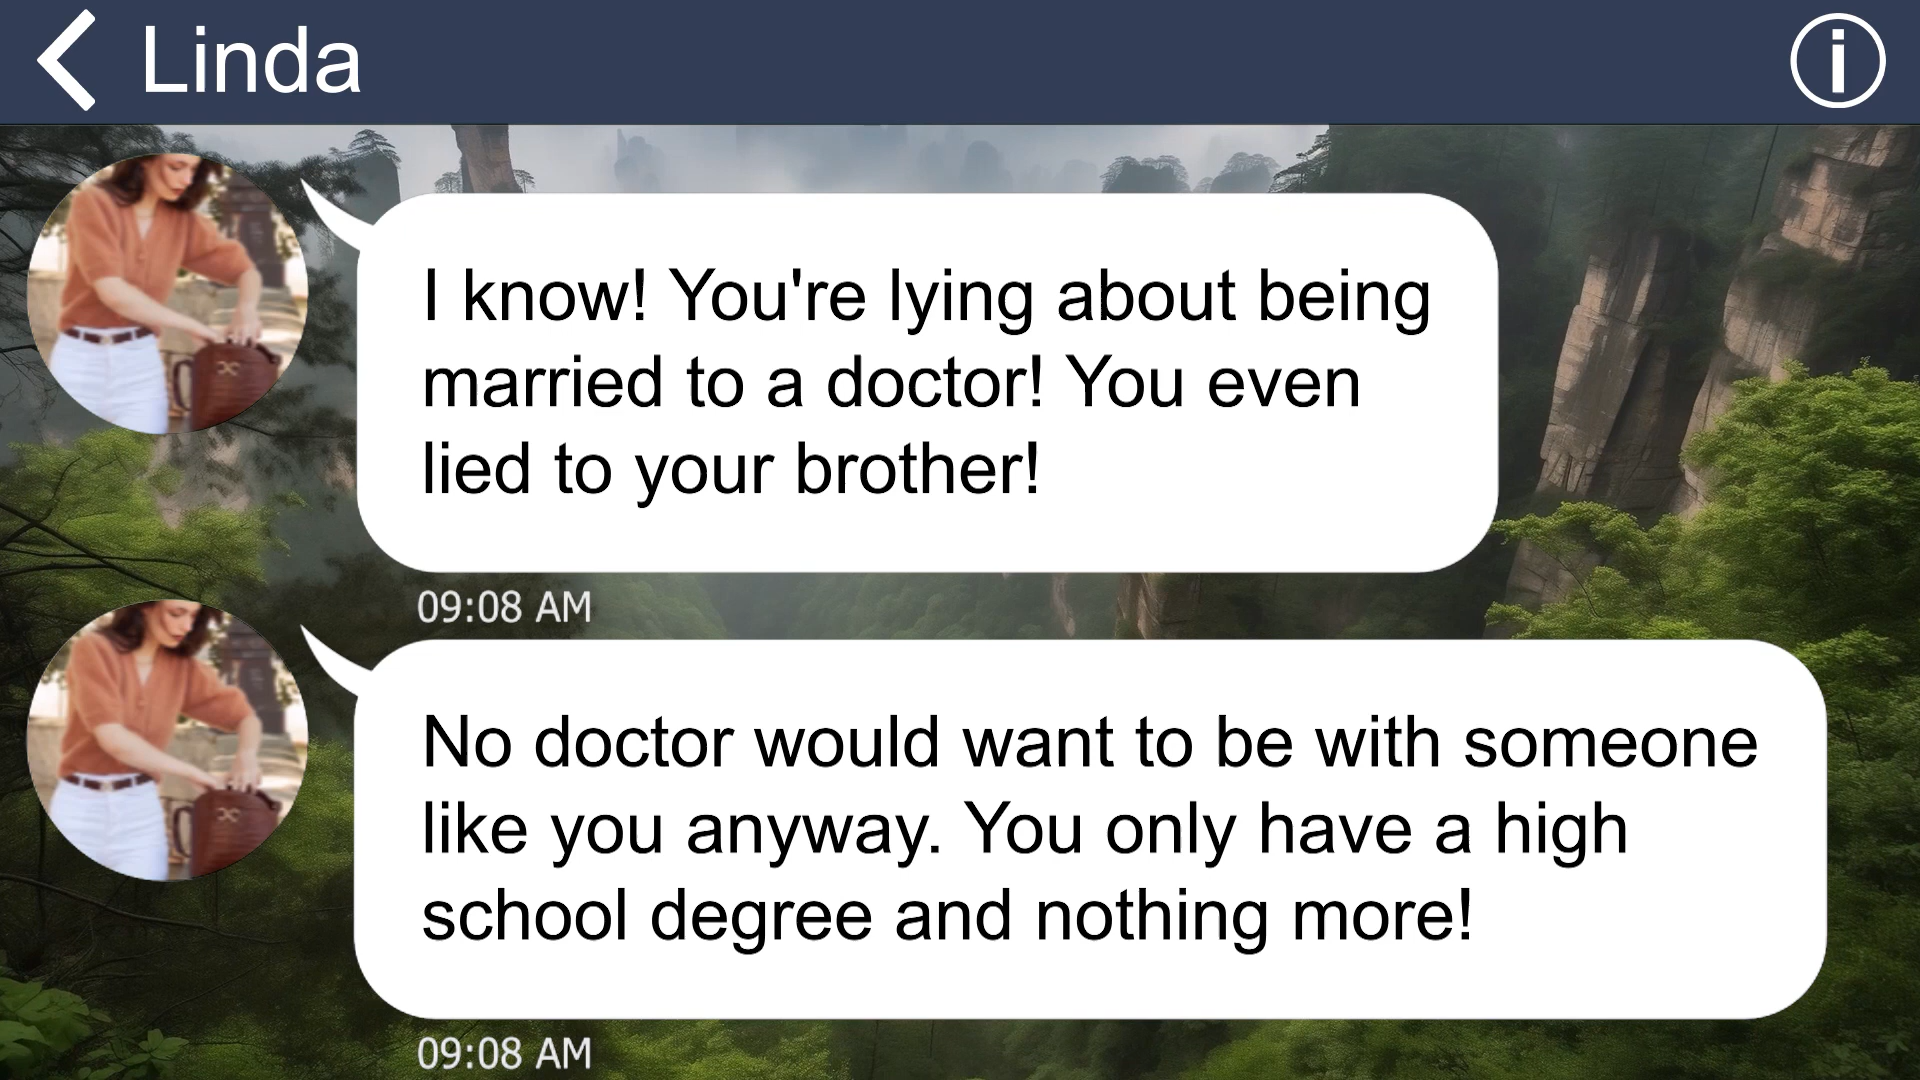 Linda
I know! You're lying about being
married to a doctor! You even
lied to your brother!
09:08 AM
No doctor would want to be with someone
like you anyway. You only have a high
school degree and nothing more!
09:08 AM